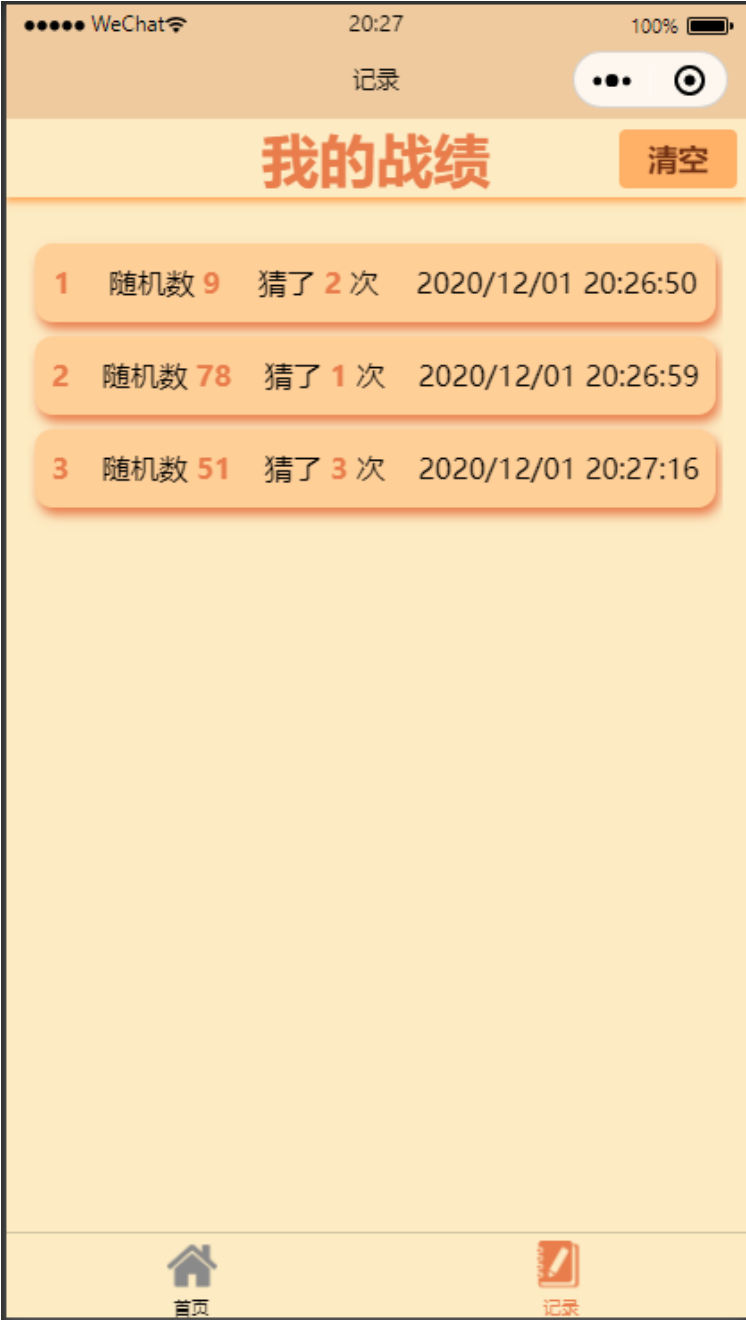 WeChat 20:27 100%
记录
我的战绩 清空
1 随机数 9 猜了 2 次 2020/12/01 20:26:50
2 随机数 78 猜了 1 次 2020/12/01 20:26:59
3 随机数 51 猜了 3 次 2020/12/01 20:27:16
首页 记录